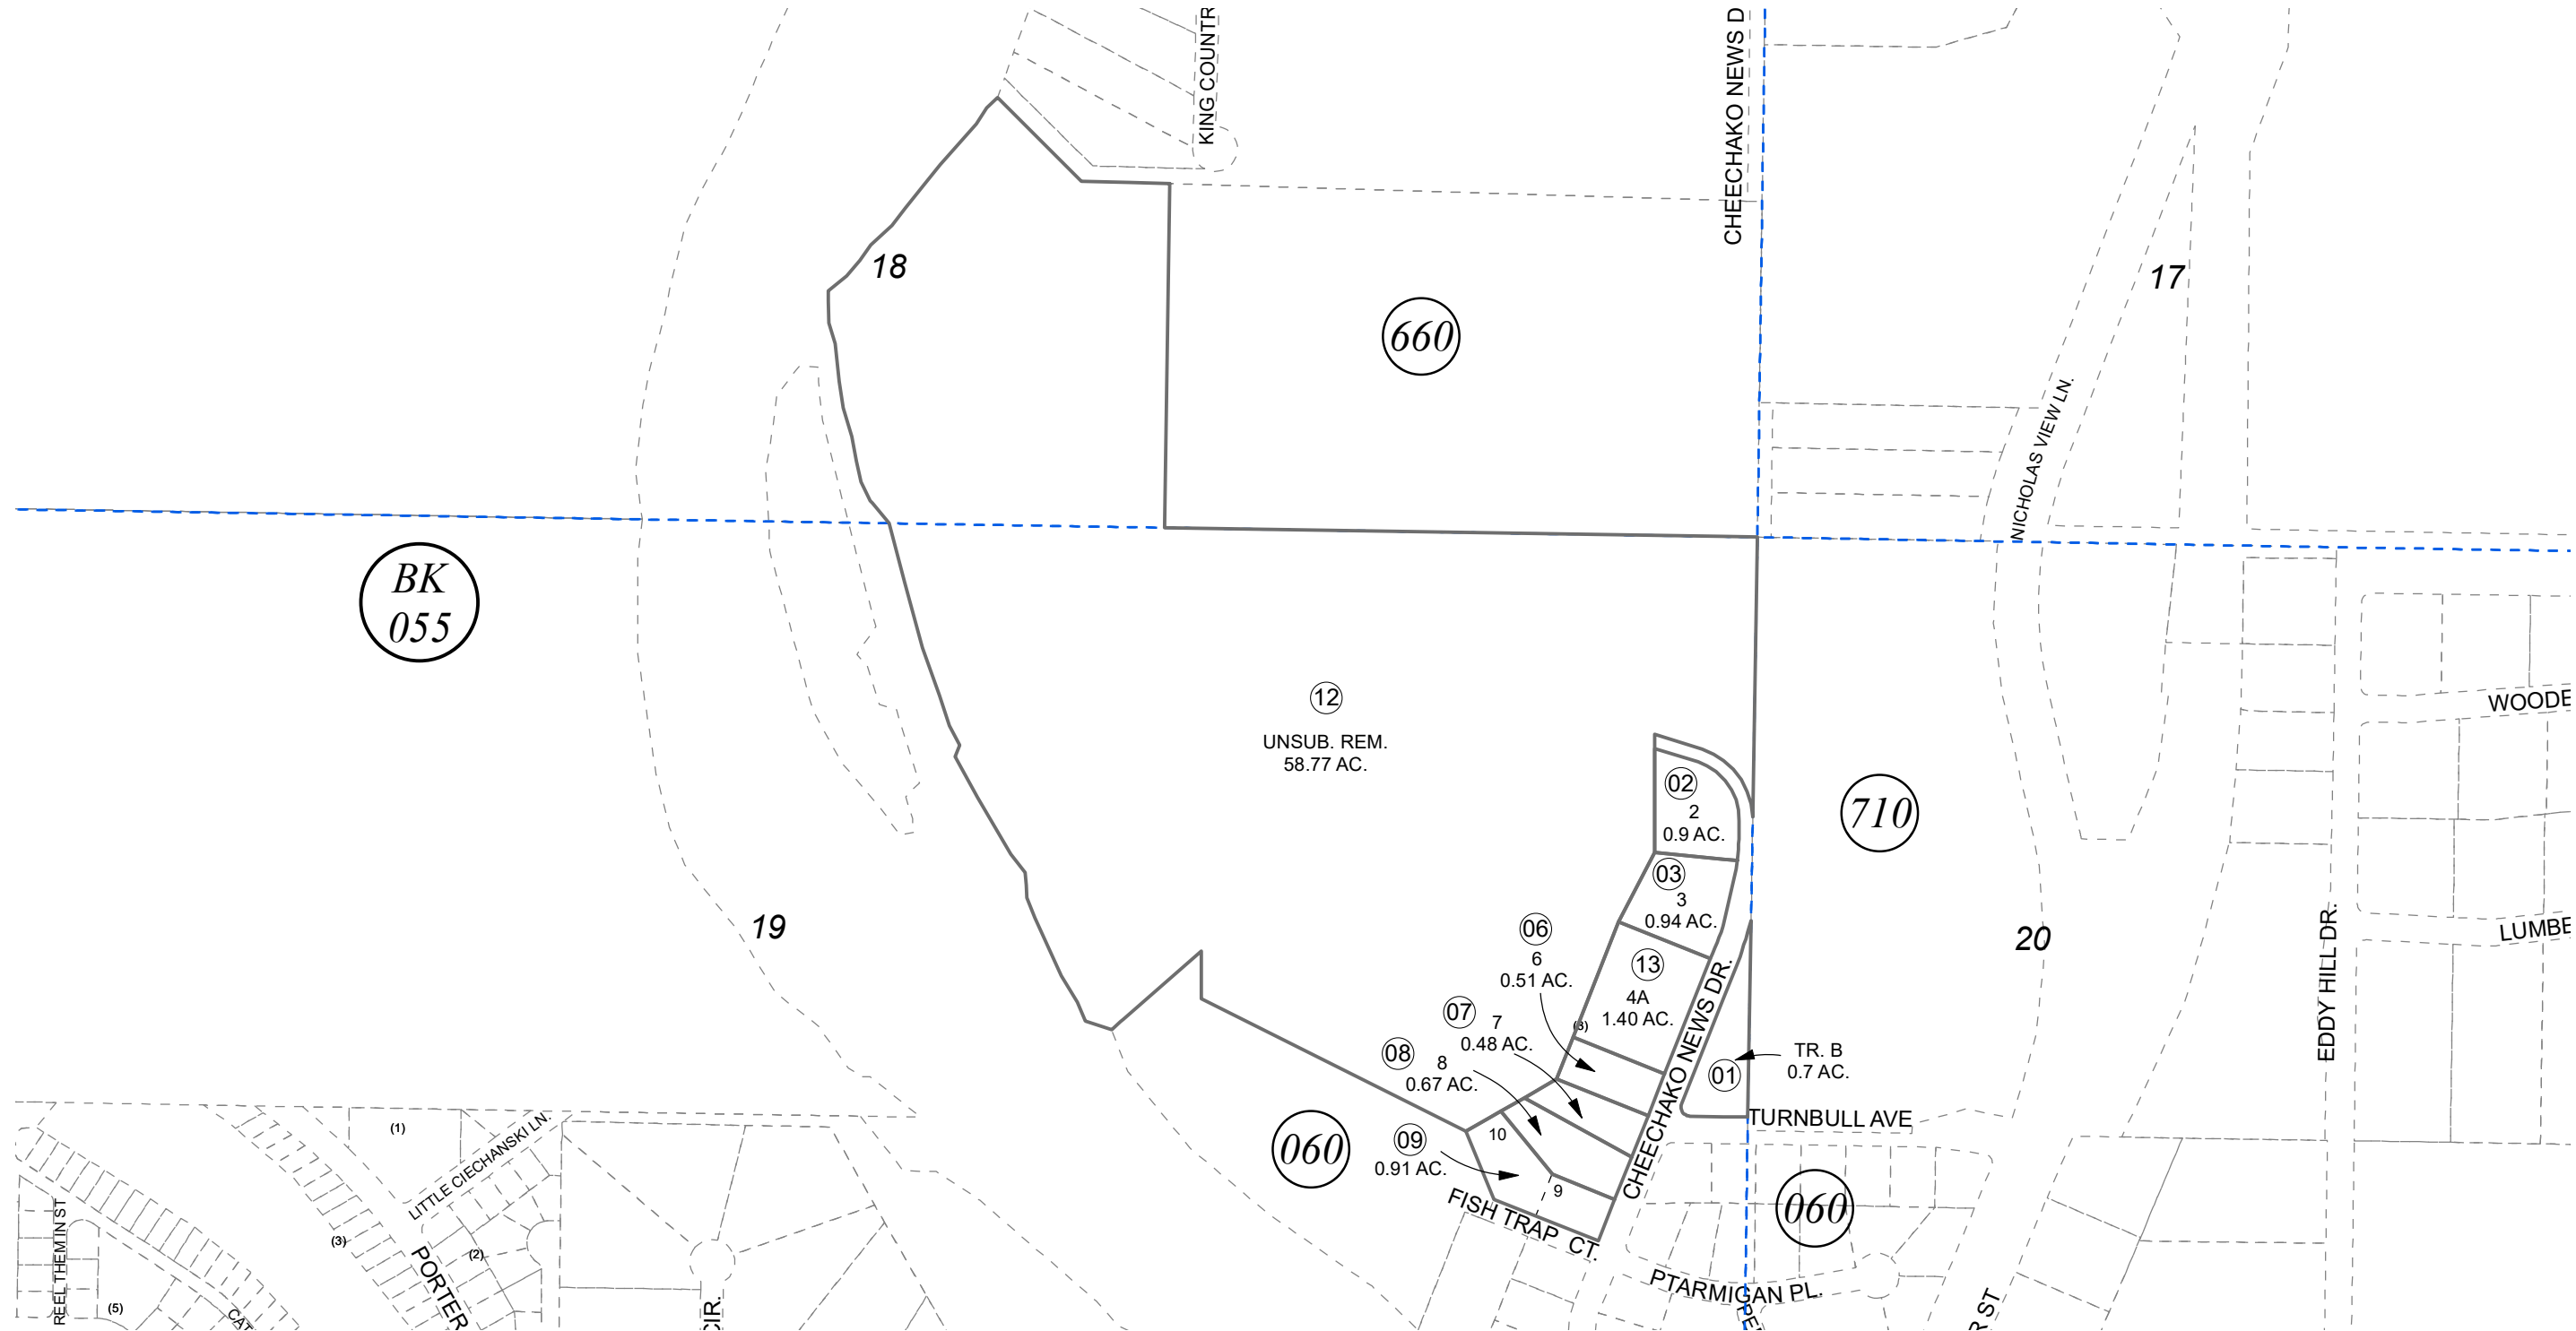 KING COUNTR
CHEECHAKO NEWS D
18
17
660
NICHOLAS VIEW LN.
BK
055
12
UNSUB. REM.
58.77 AC.
WOODE
02
2
0.9 AC.
710
03
3
0.94 AC.
19
06
6
0.51 AC.
20
LUMBE
EDDY HILL DR.
13
4A
1.40 AC.
07
7
0.48 AC.
CHEECHAKO NEWS DR.
08
8
0.67 AC.
TR. B
0.7 AC.
01
TURNBULL AVE
(1)
LITTLE CIECHANSKI LN.
10
060
09
0.91 AC.
9
FISH TRAP CT.
060
REEL THEM IN ST
(3)
(2)
PORTER
PTARMIGAN PL.
(5)
CAT
CIR.
R ST